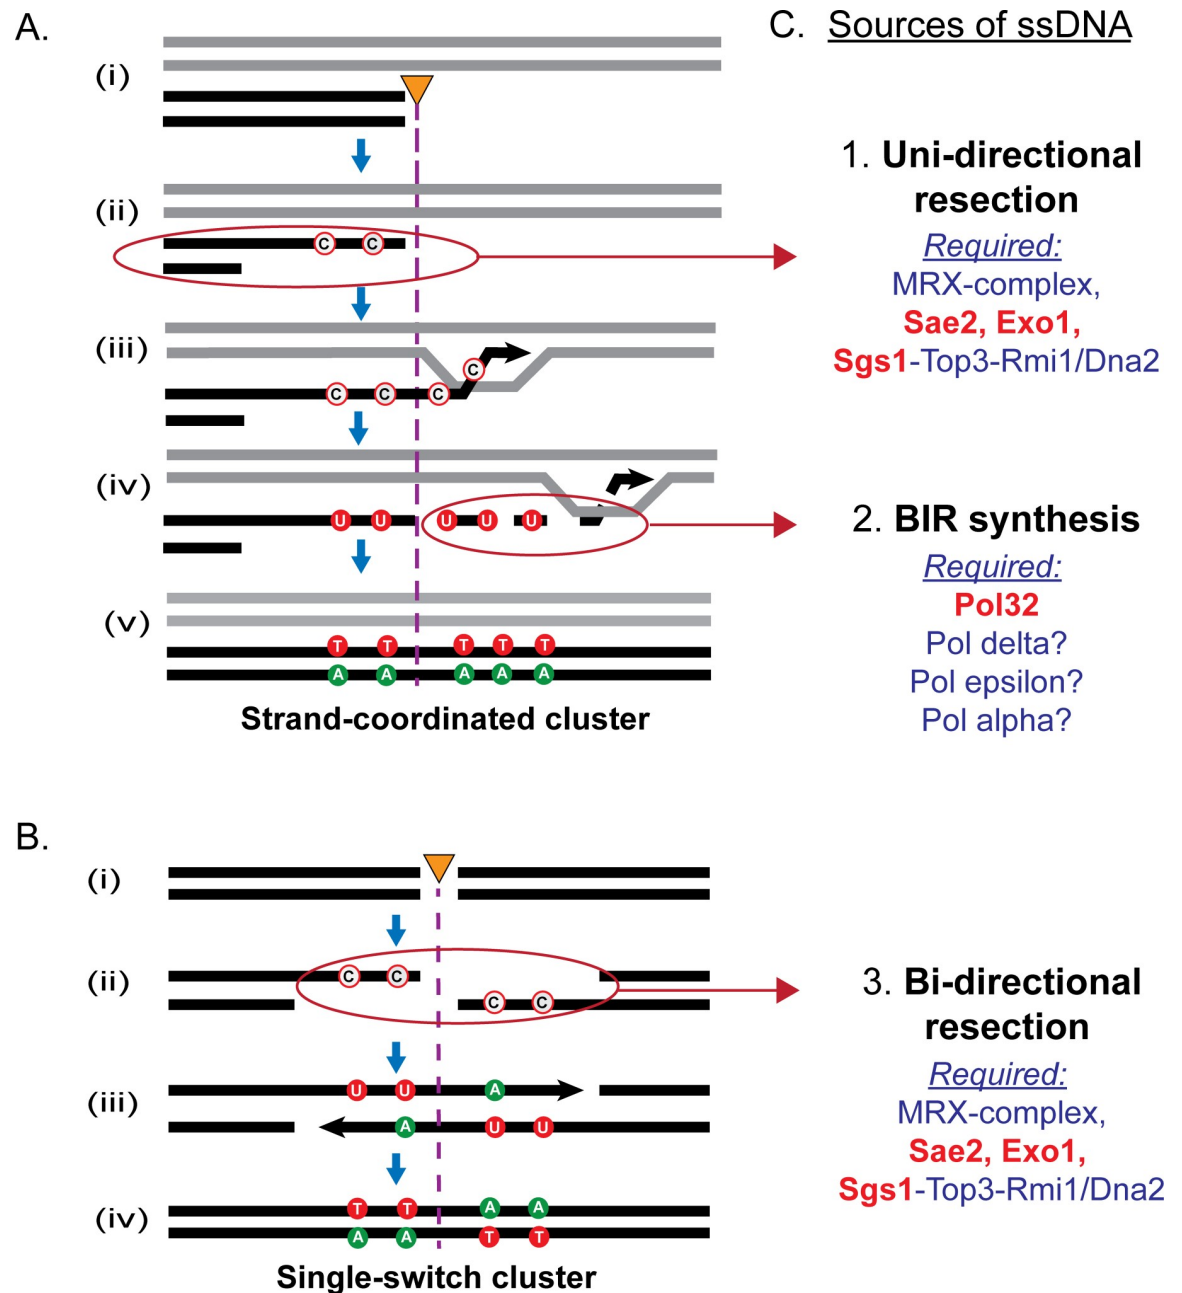 A.
(i)
(ii)
C C
(iii)
C C C C
(iv)
U U U U U
(v)
T T T T T
A A A A A
Strand-coordinated cluster
B.
(i)
(ii)
C C
C C
(iii)
U U A
A U U
(iv)
T T A A
A A T T
Single-switch cluster
C. Sources of ssDNA
1. Uni-directional
resection
Required:
MRX-complex,
Sae2, Exo1,
Sgs1-Top3-Rmi1/Dna2
2. BIR synthesis
Required:
Pol32
Pol delta?
Pol epsilon?
Pol alpha?
3. Bi-directional
resection
Required:
MRX-complex,
Sae2, Exo1,
Sgs1-Top3-Rmi1/Dna2